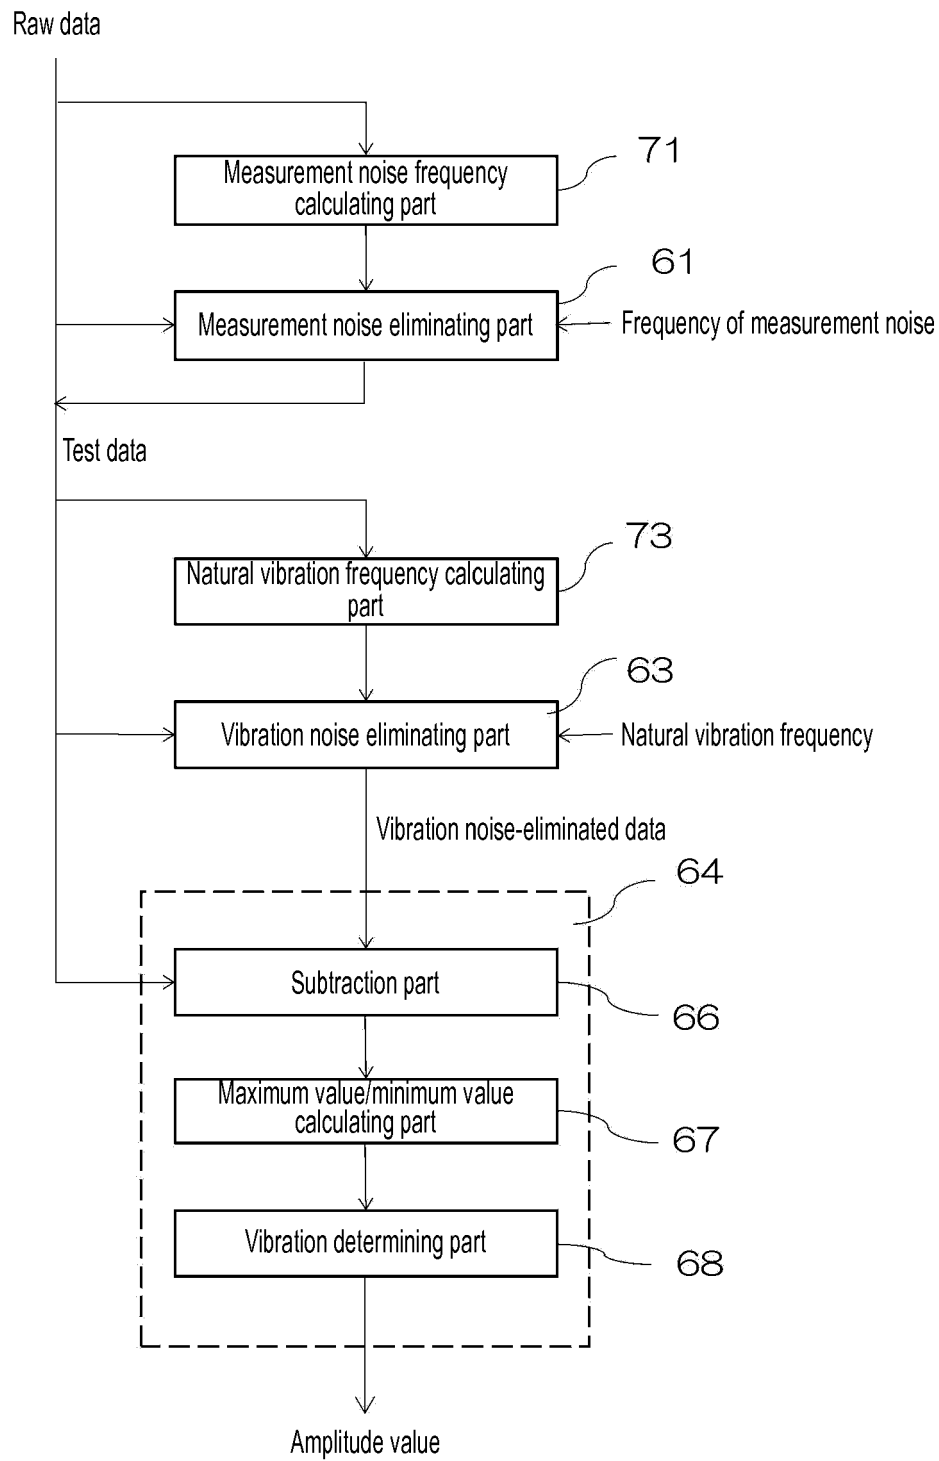 Raw data
71
Measurement noise frequency
calculating part
61
Measurement noise eliminating part
Frequency of measurement noise
Test data
73
Natural vibration frequency calculating
part
63
Vibration noise eliminating part
Natural vibration frequency
Vibration noise-eliminated data
64
Subtraction part
66
Maximum value/minimum value
calculating part
67
Vibration determining part
68
Amplitude value